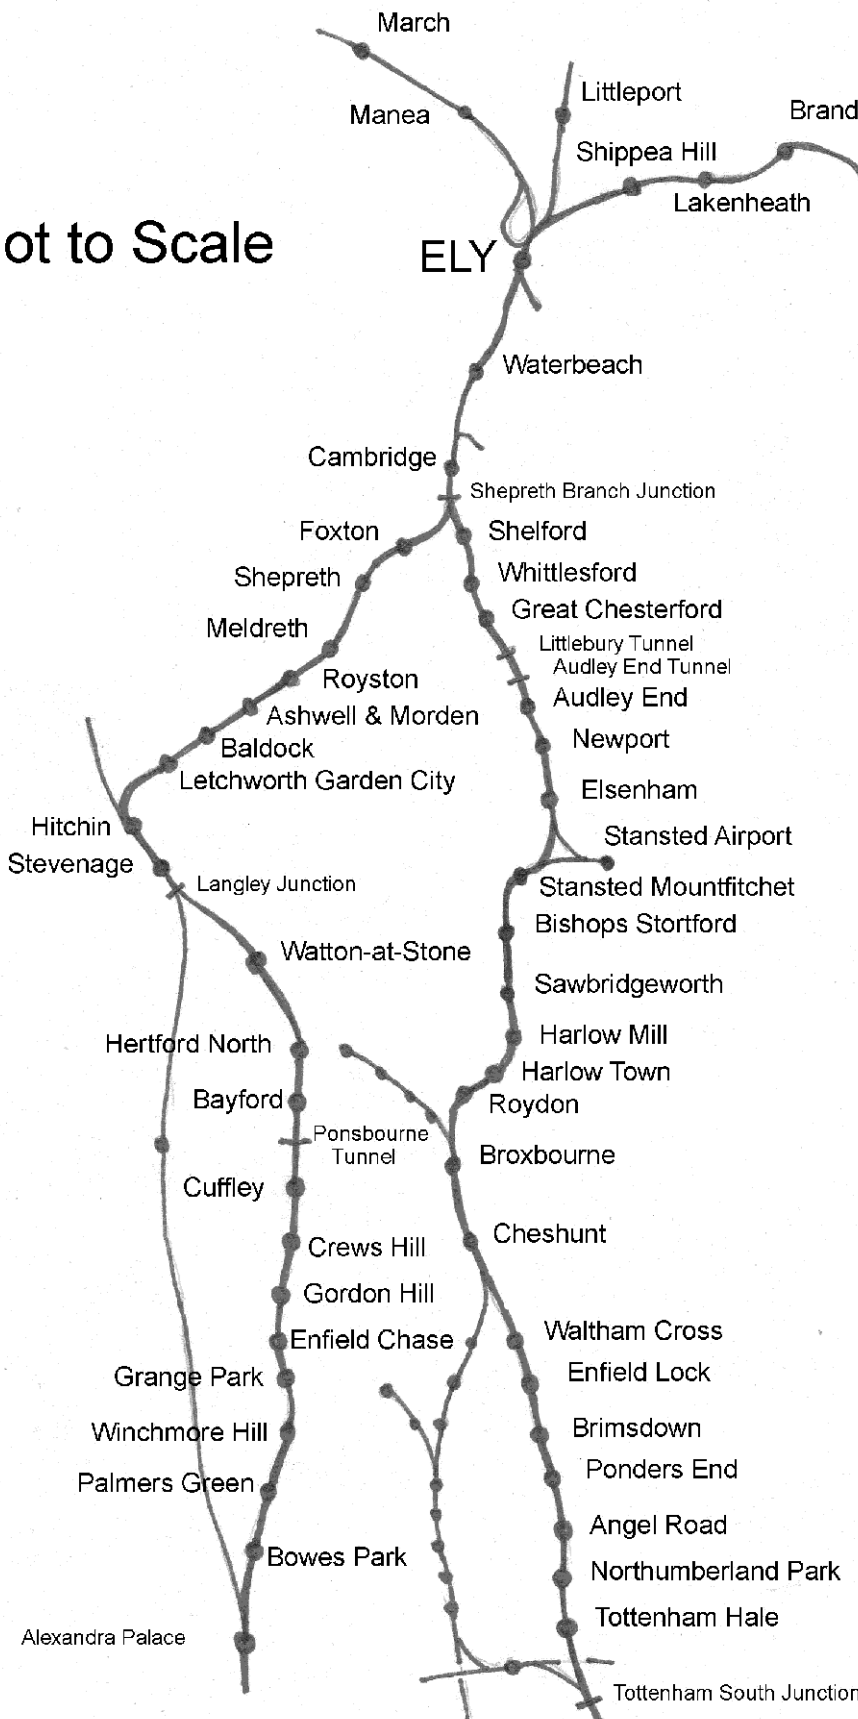 March
Littleport
Manea
Brand
Shippea Hill
Lakenheath
ot to Scale
ELY
Waterbeach
Cambridge
Shepreth Branch Junction
Foxton
Shelford
Shepreth
Whittlesford
Great Chesterford
Meldreth
Littlebury Tunnel
Audley End Tunnel
Royston
Audley End
Ashwell & Morden
Newport
Baldock
Letchworth Garden City
Elsenham
Hitchin
Stansted Airport
Stevenage
Langley Junction
Stansted Mountfitchet
Bishops Stortford
Watton-at-Stone
Sawbridgeworth
Hertford North
Harlow Mill
Harlow Town
Bayford
Roydon
Ponsbourne
Tunnel
Broxbourne
Cuffley
Cheshunt
Crews Hill
Gordon Hill
Enfield Chase
Waltham Cross
Grange Park
Enfield Lock
Winchmore Hill
Brimsdown
Palmers Green
Ponders End
Angel Road
Bowes Park
Northumberland Park
Tottenham Hale
Alexandra Palace
Tottenham South Junction